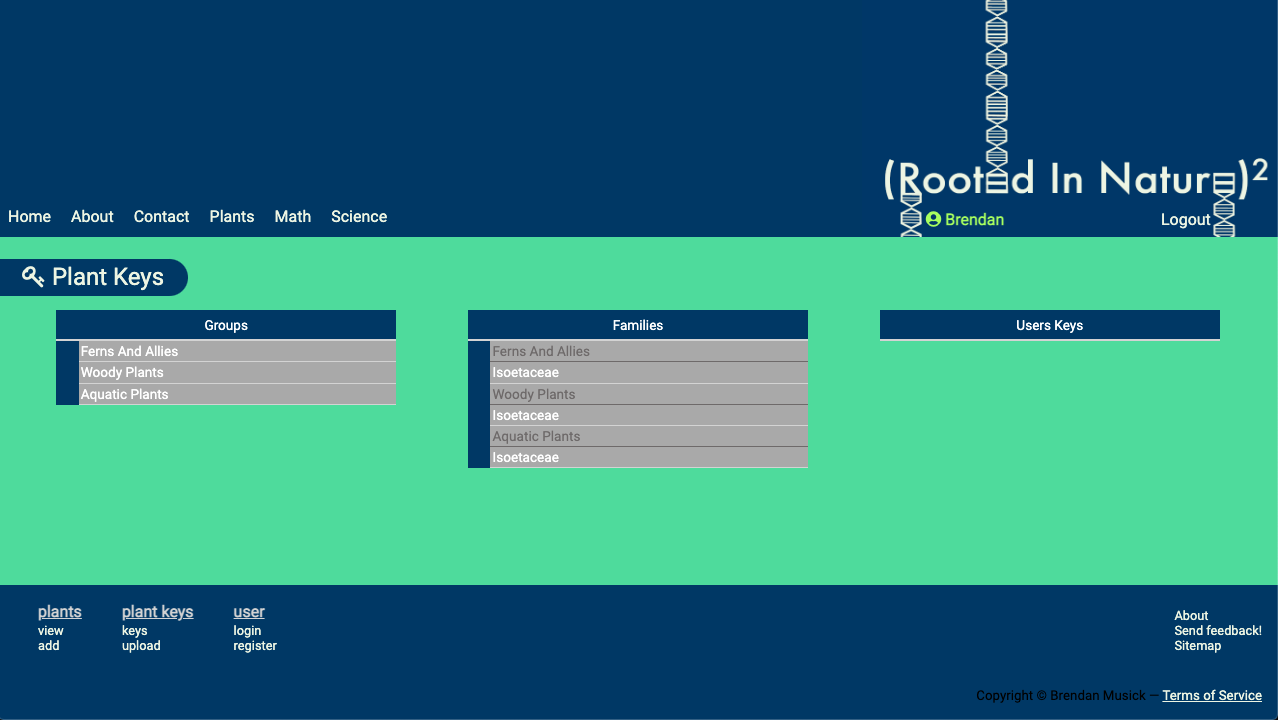 (Rooted In Nature)²
Home About Contact Plants Math Science
Brendan Logout
Plant Keys
Groups
Ferns And Allies
Woody Plants
Aquatic Plants
Families
Ferns And Allies
Isoetaceae
Woody Plants
Isoetaceae
Aquatic Plants
Isoetaceae
Users Keys
plants
view
add
plant keys
keys
upload
user
login
register
About
Send feedback!
Sitemap
Copyright © Brendan Musick — Terms of Service